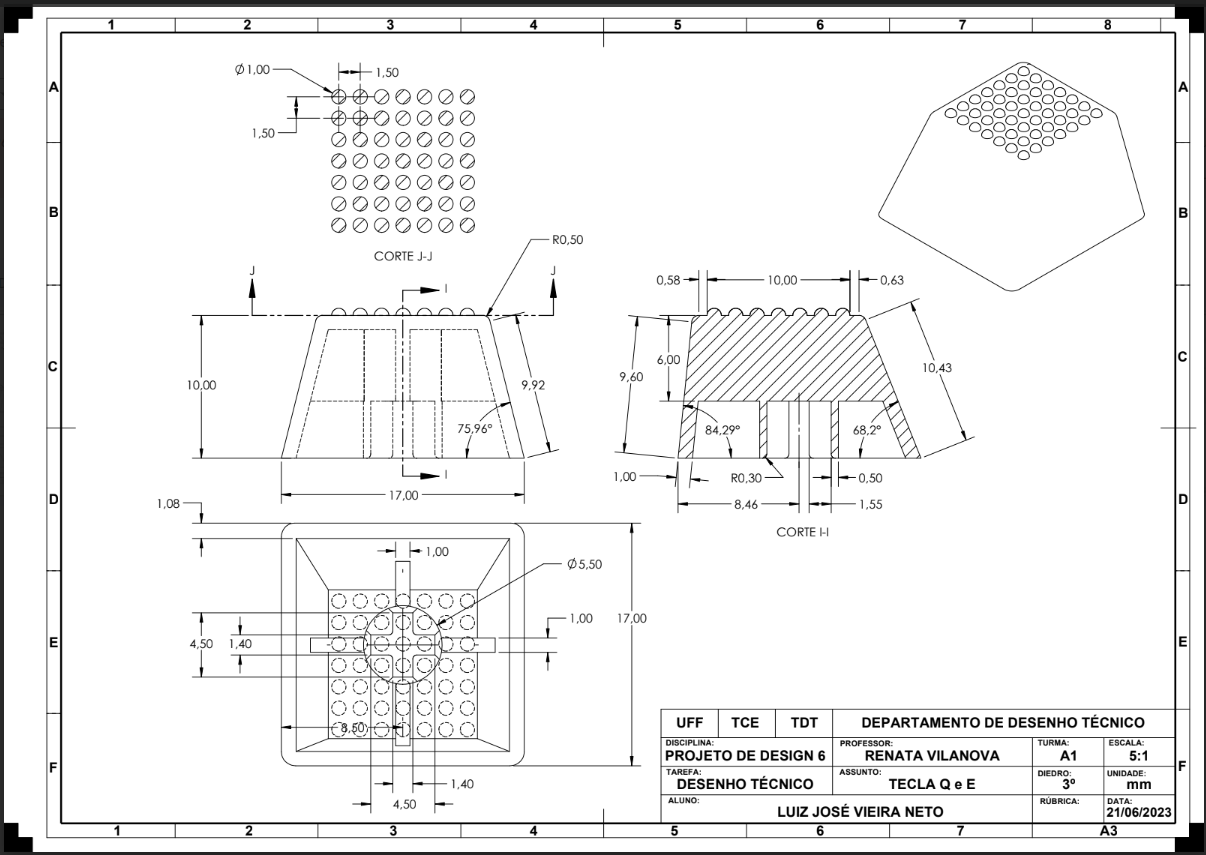 1 2 3 4 5 6 7 8
A A
Ø1,00
1,50
1,50
B B
CORTE J-J
R0,50
J J
I
0,58 10,00 0,63
C C
10,00
9,92
75,96°
I
17,00
9,60
6,00
10,43
84,29°
68,2°
1,00
R0,30
0,50
8,46
1,55
CORTE I-I
D D
1,08
1,00
Ø5,50
1,00
17,00
4,50
1,40
E E
8,50
1,40
4,50
F F
UFF TCE TDT DEPARTAMENTO DE DESENHO TÉCNICO
DISCIPLINA: PROFESSOR: TURMA: ESCALA:
PROJETO DE DESIGN 6 RENATA VILANOVA A1 5:1
TAREFA: ASSUNTO: DIEDRO: UNIDADE:
DESENHO TÉCNICO TECLA Q e E 3º mm
ALUNO: RÚBRICA: DATA:
LUIZ JOSÉ VIEIRA NETO 21/06/2023
1 2 3 4 5 6 7 A3